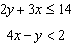 2y + 3x ≤ 14
4x - y < 2